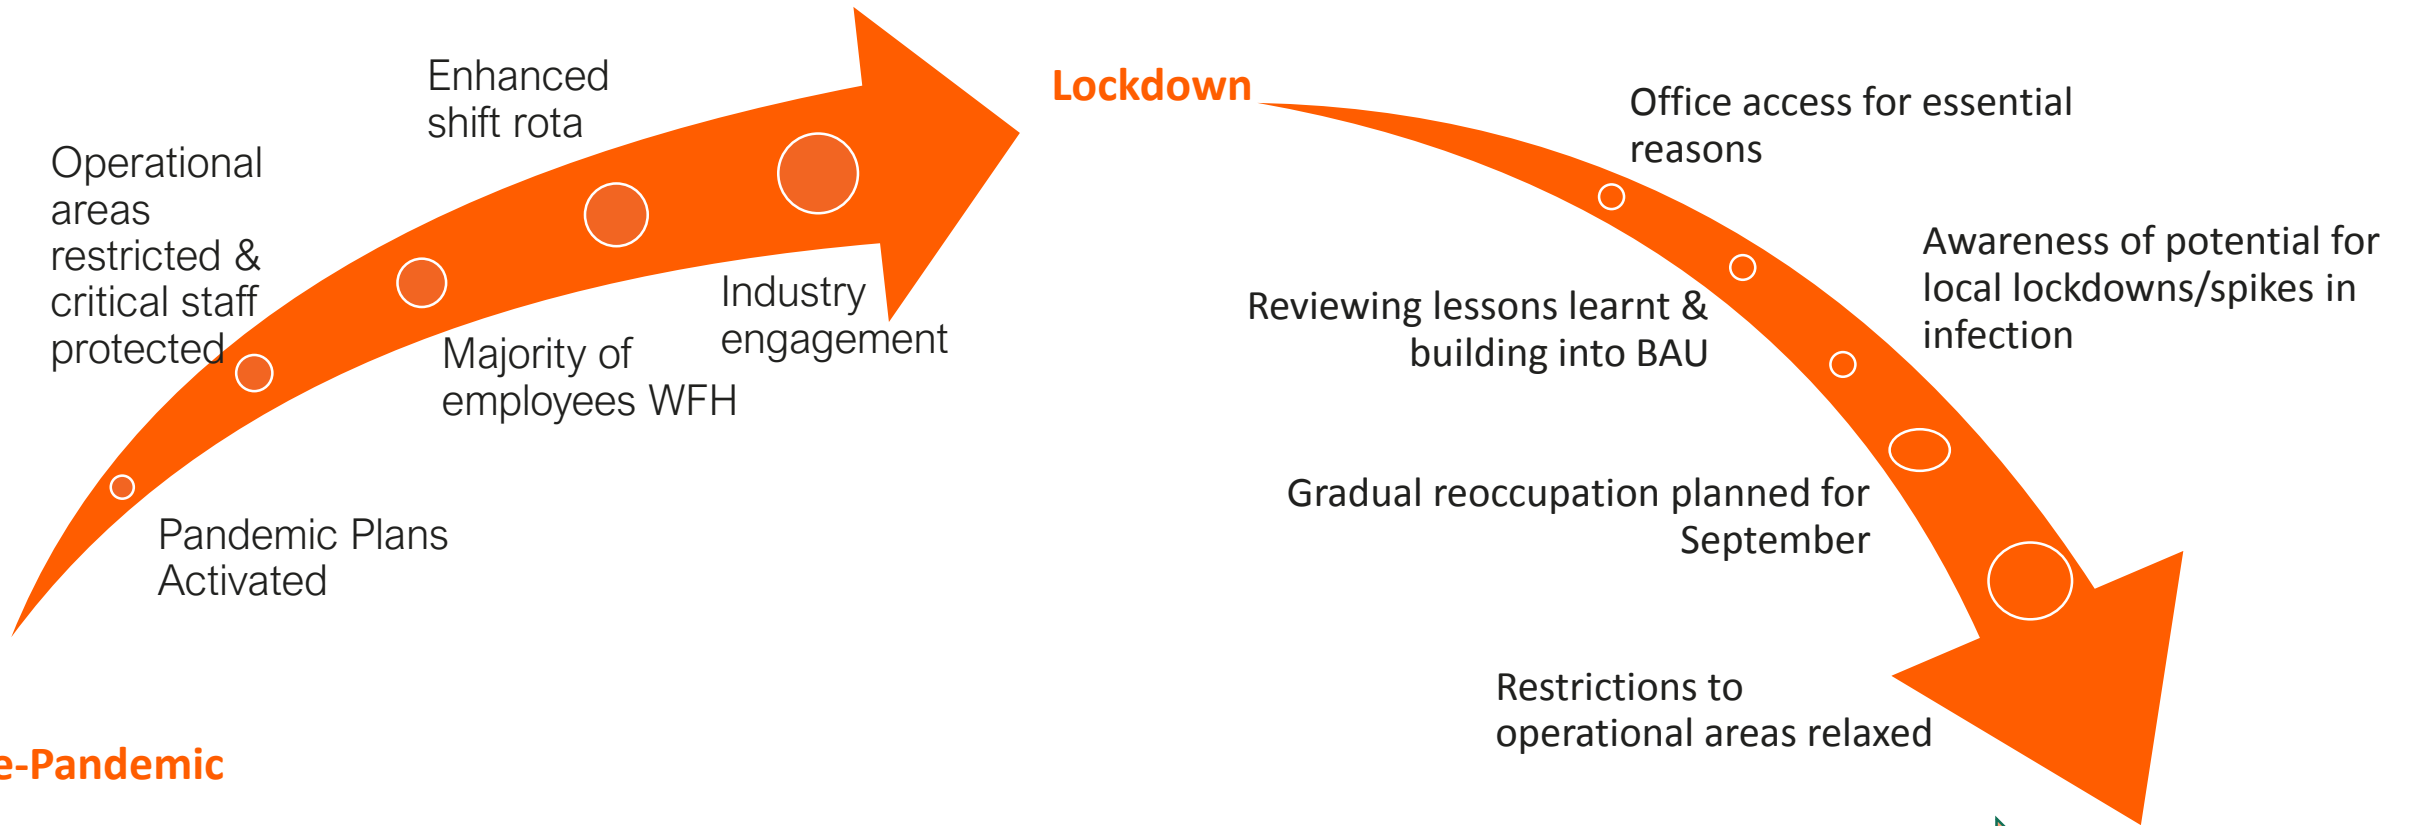 Enhanced
shift rota
Operational
areas
restricted &
critical staff
protected
Industry
engagement
Majority of
employees WFH
Pandemic Plans
Activated
e-Pandemic
Lockdown
Office access for essential
reasons
Awareness of potential for
local lockdowns/spikes in
infection
Reviewing lessons learnt &
building into BAU
Gradual reoccupation planned for
September
Restrictions to
operational areas relaxed